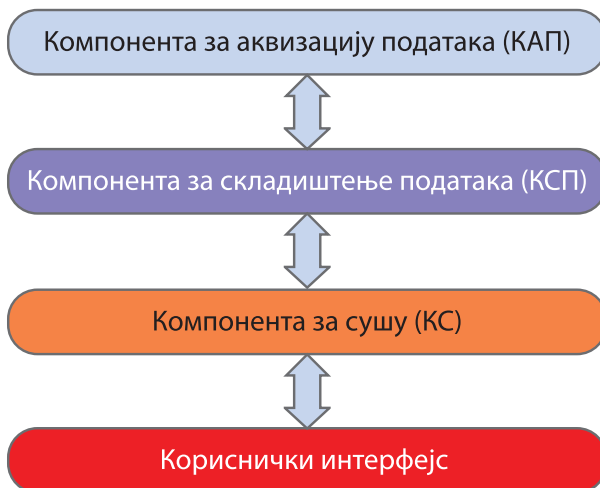 Компонента за аквизацију података (КАП)
Компонента за складиштење података (КСП)
Компонента за сушу (КС)
Кориснички интерфејс